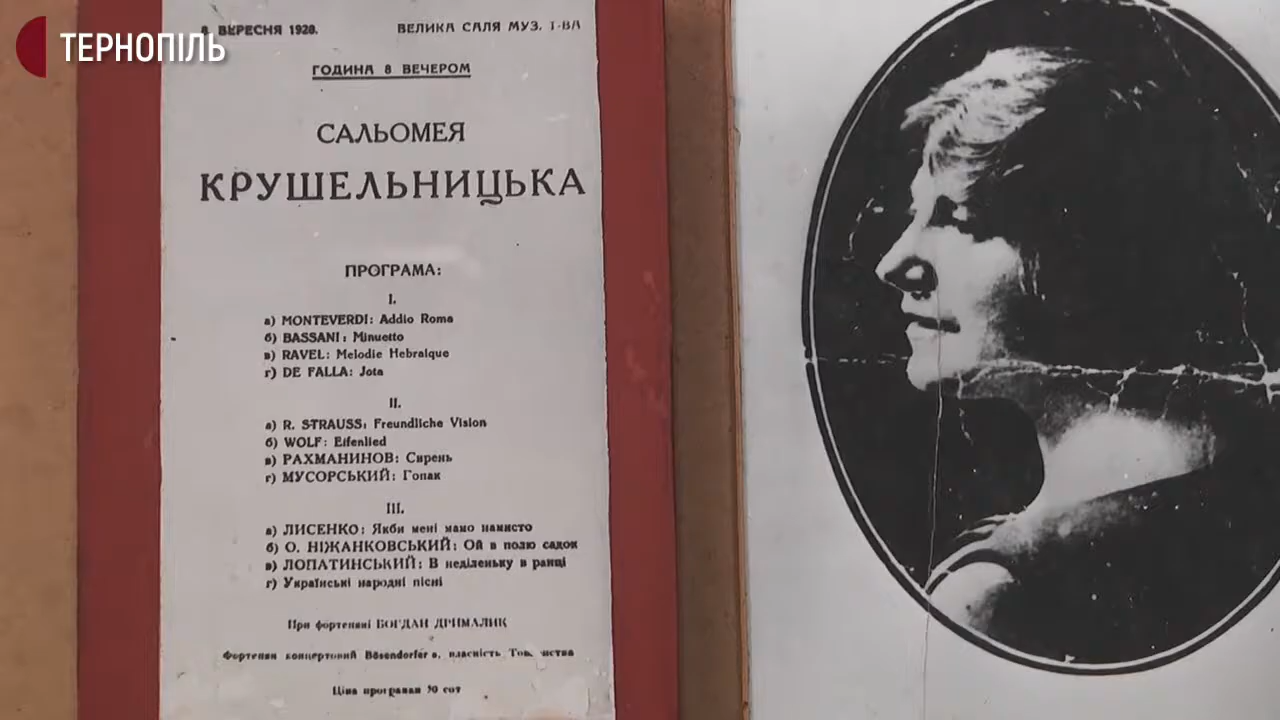 ТЕРНОПІЛЬ
8 ВЕРЕСНЯ 1928. ВЕЛИКА САЛЯ МУЗ. Т-ВА
ГОДИНА 8 ВЕЧЕРОМ
САЛЬОМЕЯ
КРУШЕЛЬНИЦЬКА
ПРОГРАМА:
I.
а) MONTEVERDI: Addio Roma
б) BASSANI: Minuetto
в) RAVEL: Melodie Hebraique
г) DE FALLA: Jota
II.
а) R. STRAUSS: Freundliche Vision
б) WOLF: Elfenlied
в) РАХМАНИНОВ: Сирень
г) МУСОРСЬКИЙ: Гопак
III.
а) ЛИСЕНКО: Якби мені мамо намисто
б) О. НІЖАНКОВСЬКИЙ: Ой в полю садок
в) ЛОПАТИНСЬКИЙ: В неділеньку в ранці
г) Українські народні пісні
При фортепяні БОГДАН ДРИМАЛИК
Фортепян концертовий Bösendorfer а, власність
Ціна програми сот